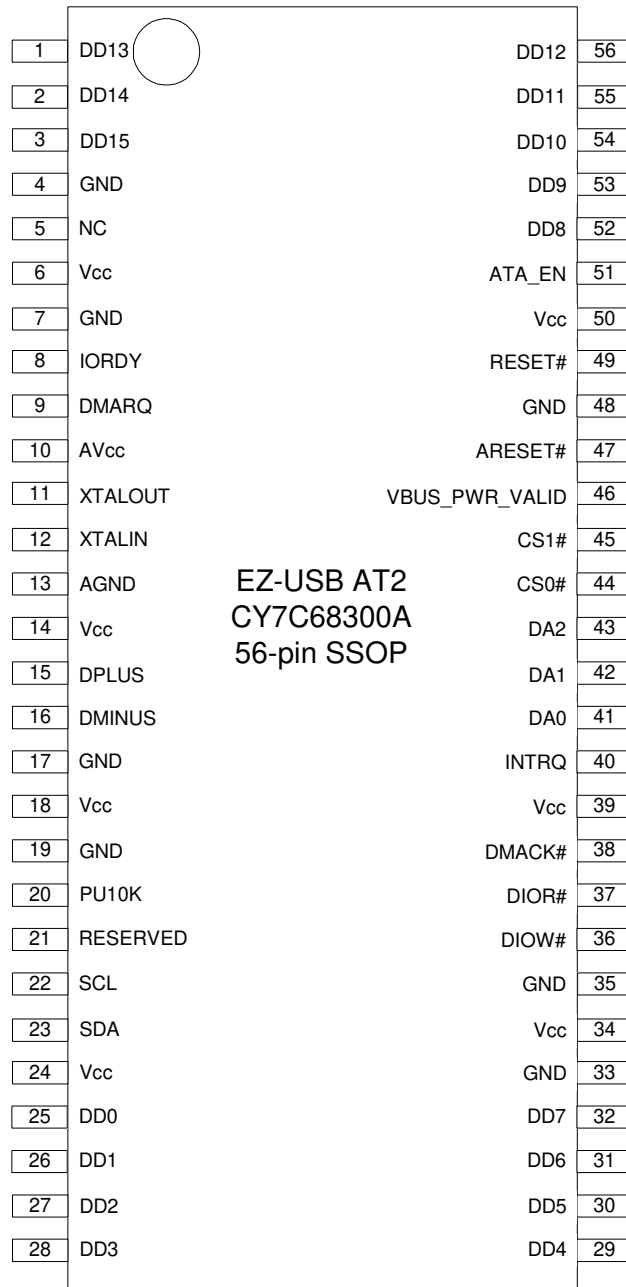 1 DD13 DD12 56
2 DD14 DD11 55
3 DD15 DD10 54
4 GND DD9 53
5 NC DD8 52
6 Vcc ATA_EN 51
7 GND Vcc 50
8 IORDY RESET# 49
9 DMARQ GND 48
10 AVcc ARESET# 47
11 XTALOUT VBUS_PWR_VALID 46
12 XTALIN CS1# 45
13 AGND EZ-USB AT2 CS0# 44
CY7C68300A
14 Vcc DA2 43
56-pin SSOP
15 DPLUS DA1 42
16 DMINUS DA0 41
17 GND INTRQ 40
18 Vcc Vcc 39
19 GND DMACK# 38
20 PU10K DIOR# 37
21 RESERVED DIOW# 36
22 SCL GND 35
23 SDA Vcc 34
24 Vcc GND 33
25 DD0 DD7 32
26 DD1 DD6 31
27 DD2 DD5 30
28 DD3 DD4 29